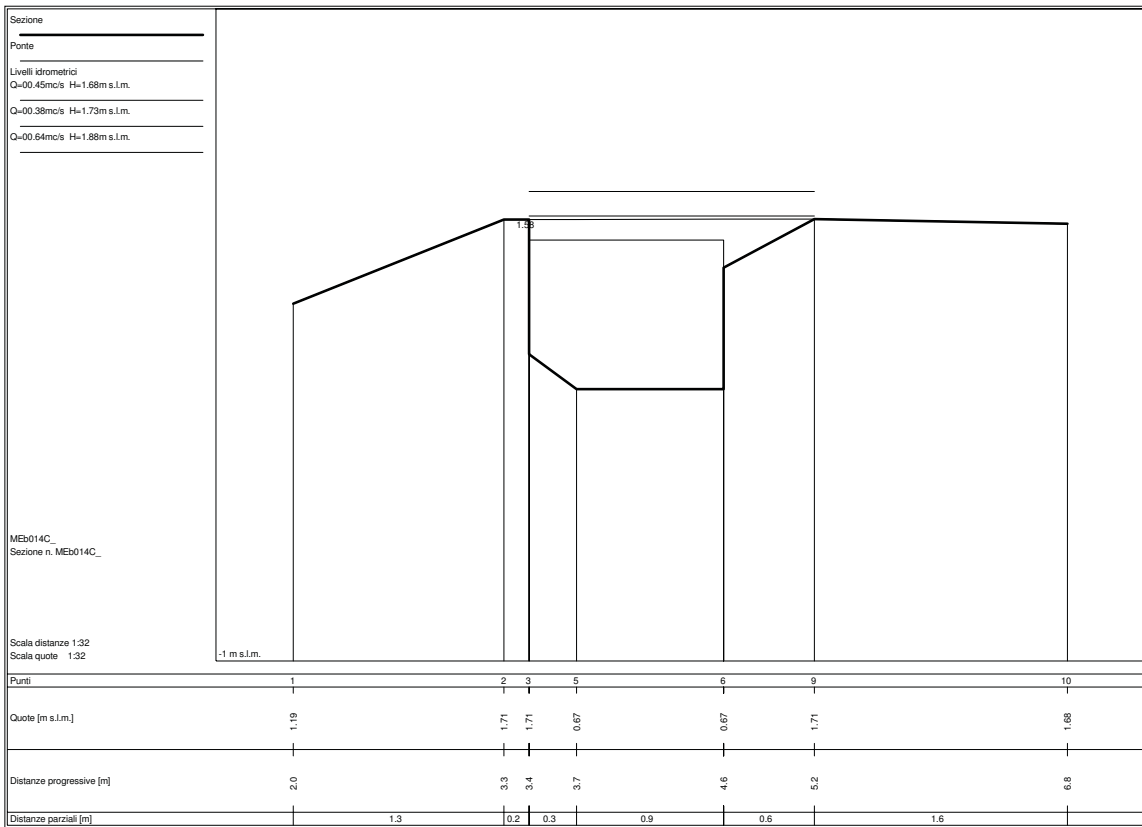 Sezione
Ponte
Livelli idrometrici
Q=00.45mc/s H=1.68m s.l.m.
Q=00.38mc/s H=1.73m s.l.m.
Q=00.64mc/s H=1.88m s.l.m.
1.58
MEb014C_
Sezione n. MEb014C_
Scala distanze 1:32
Scala quote 1:32
-1 m s.l.m.
Punti 1 2 3 5 6 9 10
Quote [m s.l.m.] 1.19 1.71 1.71 0.67 0.67 1.71 1.68
Distanze progressive [m] 2.0 3.3 3.4 3.7 4.6 5.2 6.8
Distanze parziali [m] 1.3 0.2 0.3 0.9 0.6 1.6